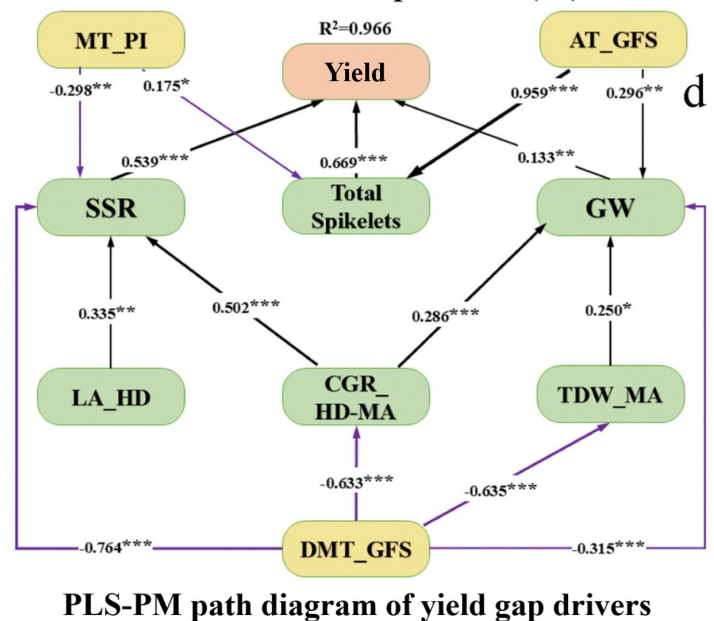 R²=0.966
MT_PI
Yield
AT_GFS
-0.298**
0.175*
0.959***
0.296**
d
0.539***
0.669***
0.133**
SSR
Total
Spikelets
GW
0.335**
0.502***
0.286***
0.250*
LA_HD
CGR_
HD-MA
TDW_MA
-0.633***
-0.635***
-0.764***
DMT_GFS
-0.315***
PLS-PM path diagram of yield gap drivers